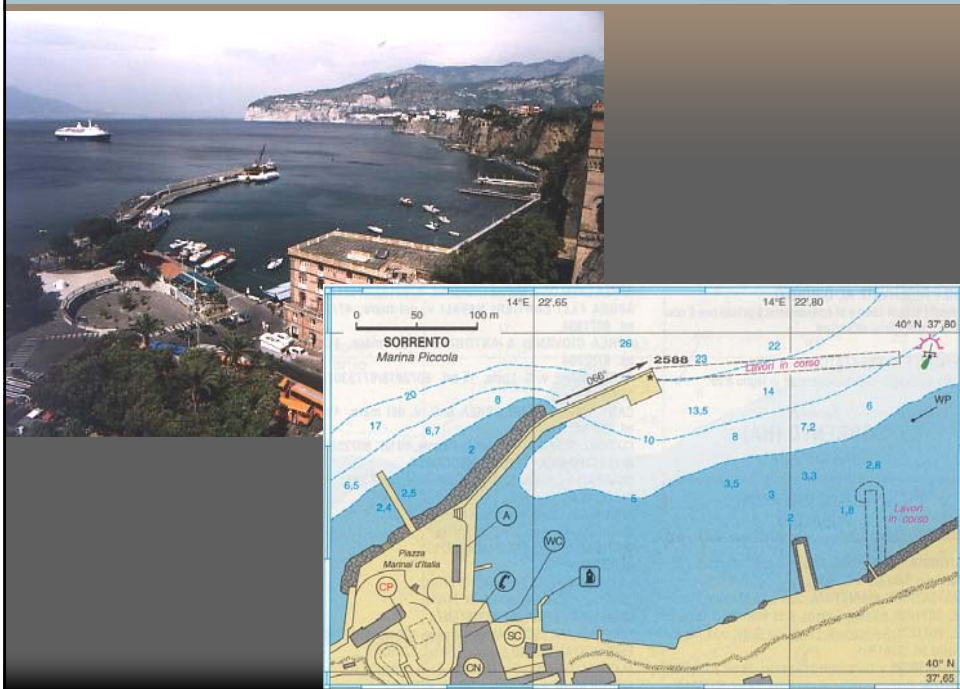 14°E 22,65
14°E 22,80
0 50 100 m
40° N 37,80
SORRENTO
Marina Piccola
26
2588
23
22
066°
Lavori in corso
20
14
WP
8
13,5
6
17
6,7
10
8
7,2
2
6,5
2,5
5
3,5
3,3
2,8
2,4
3
1,8
Lavori
in corso
A
2
WC
Piazza
Marinai d'Italia
CP
SC
CN
40° N
37,65